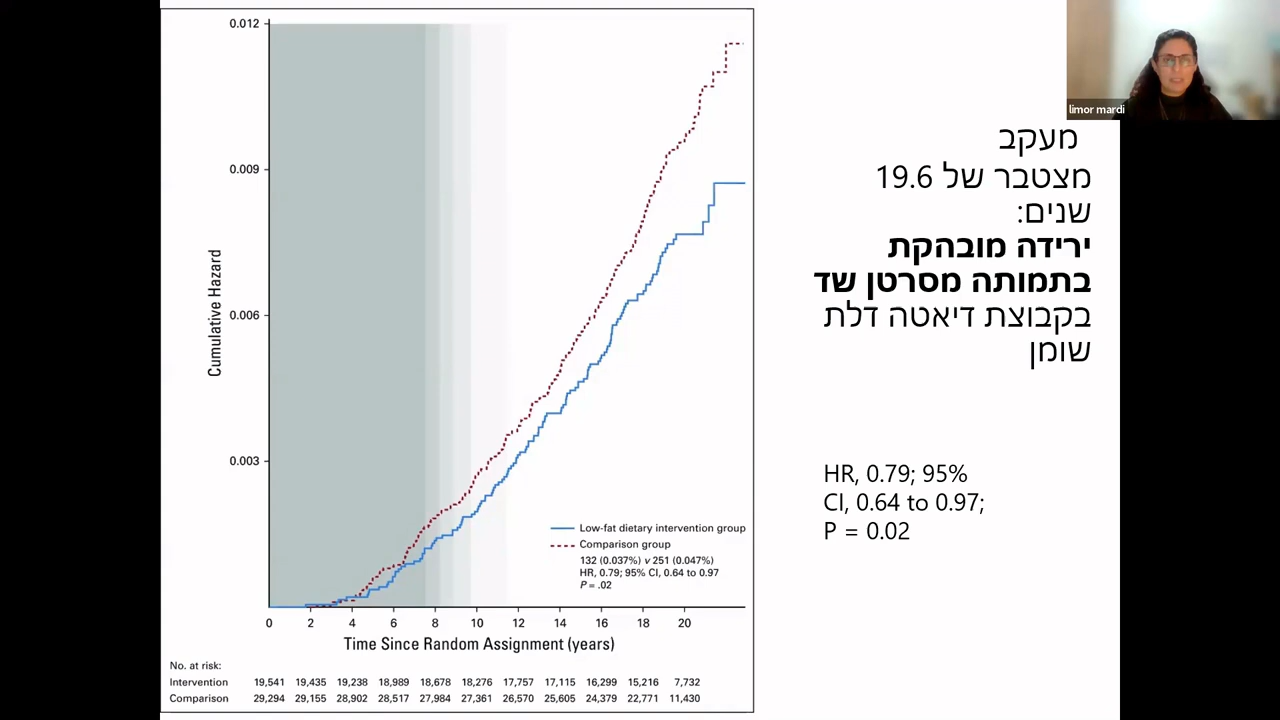 limor mardi
מעקב
מצטבר של 19.6
שנים:
ירידה מובהקת
בתמותה מסרטן שד
בקבוצת דיאטה דלת
שומן
HR, 0.79; 95%
CI, 0.64 to 0.97;
P = 0.02
0.012
0.009
0.006
0.003
Cumulative Hazard
Low-fat dietary intervention group
Comparison group
132 (0.037%) v 251 (0.047%)
HR, 0.79; 95% CI, 0.64 to 0.97
P = .02
0 2 4 6 8 10 12 14 16 18 20
Time Since Random Assignment (years)
No. at risk:
Intervention 19,541 19,435 19,238 18,989 18,678 18,276 17,757 17,115 16,299 15,216 7,732
Comparison 29,294 29,155 28,902 28,517 27,984 27,361 26,570 25,605 24,379 22,771 11,430